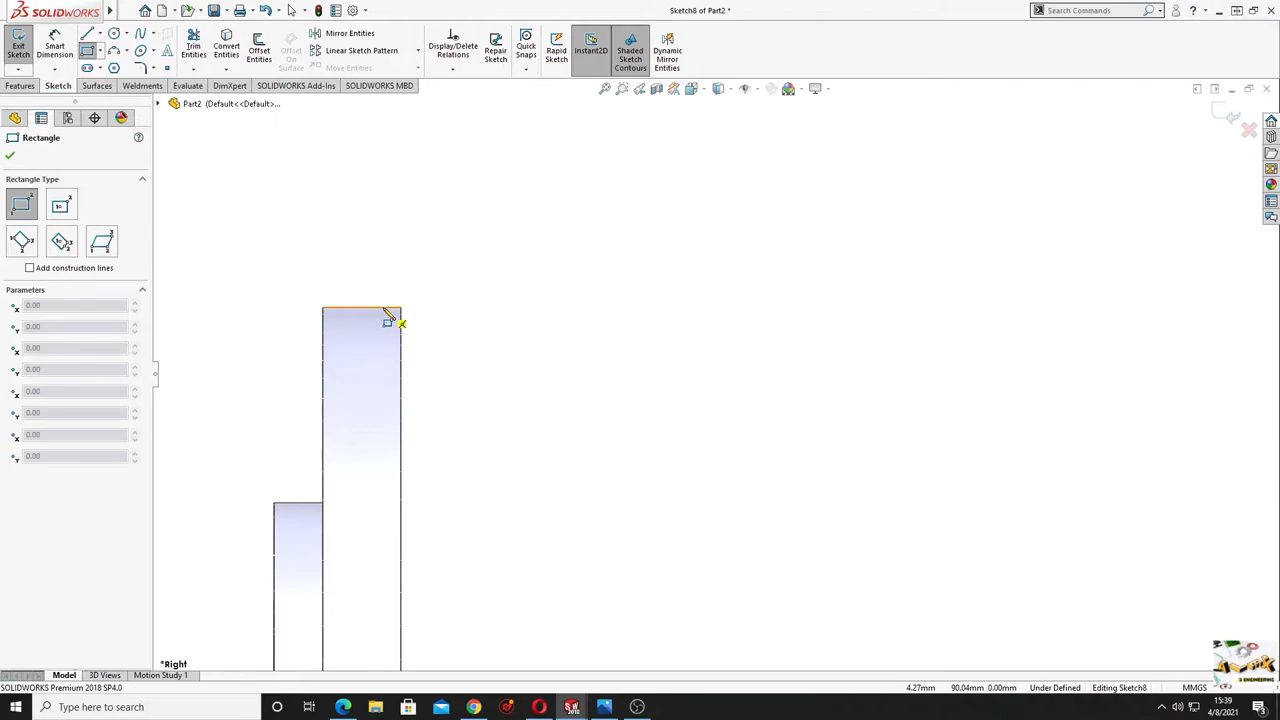 SOLIDWORKS
Sketch8 of Part2 *
Search Commands
Exit Sketch
Smart Dimension
Trim Entities
Convert Entities
Offset Entities
Offset On Surface
Mirror Entities
Linear Sketch Pattern
Move Entities
Display/Delete Relations
Repair Sketch
Quick Snaps
Rapid Sketch
Instant2D
Shaded Sketch Contours
Dynamic Mirror Entities
Features
Sketch
Surfaces
Weldments
Evaluate
DimXpert
SOLIDWORKS Add-Ins
SOLIDWORKS MBD
Part2 (Default<<Default>...
Rectangle
Rectangle Type
Add construction lines
Parameters
0.00
0.00
0.00
0.00
0.00
0.00
0.00
0.00
*Right
Model
3D Views
Motion Study 1
SOLIDWORKS Premium 2018 SP4.0
4.27mm
90.04mm 0.00mm
Under Defined
Editing Sketch8
MMGS
Type here to search
15:39
4/8/2021